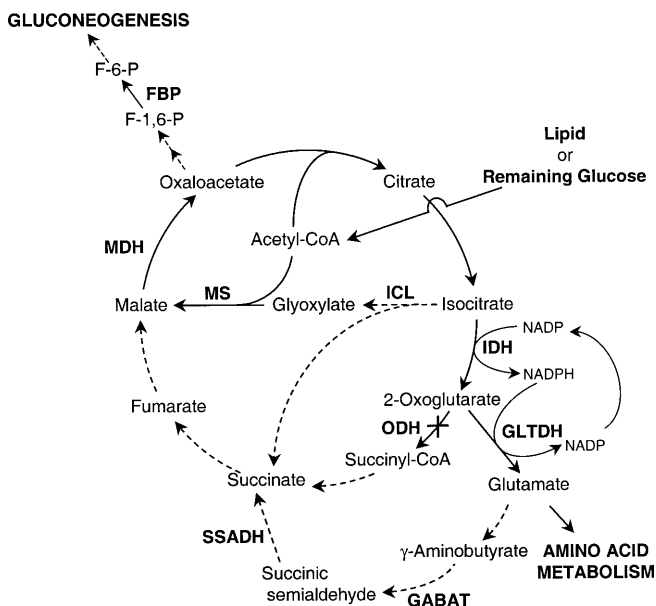 GLUCONEOGENESIS
F-6-P
FBP
F-1,6-P
Lipid
or
Remaining Glucose
Oxaloacetate
Citrate
MDH
Acetyl-CoA
Malate
MS
Glyoxylate
ICL
Isocitrate
NADP
IDH
NADPH
Fumarate
2-Oxoglutarate
ODH
GLTDH
NADP
Succinyl-CoA
Succinate
Glutamate
SSADH
γ-Aminobutyrate
AMINO ACID
METABOLISM
Succinic
semialdehyde
GABAT